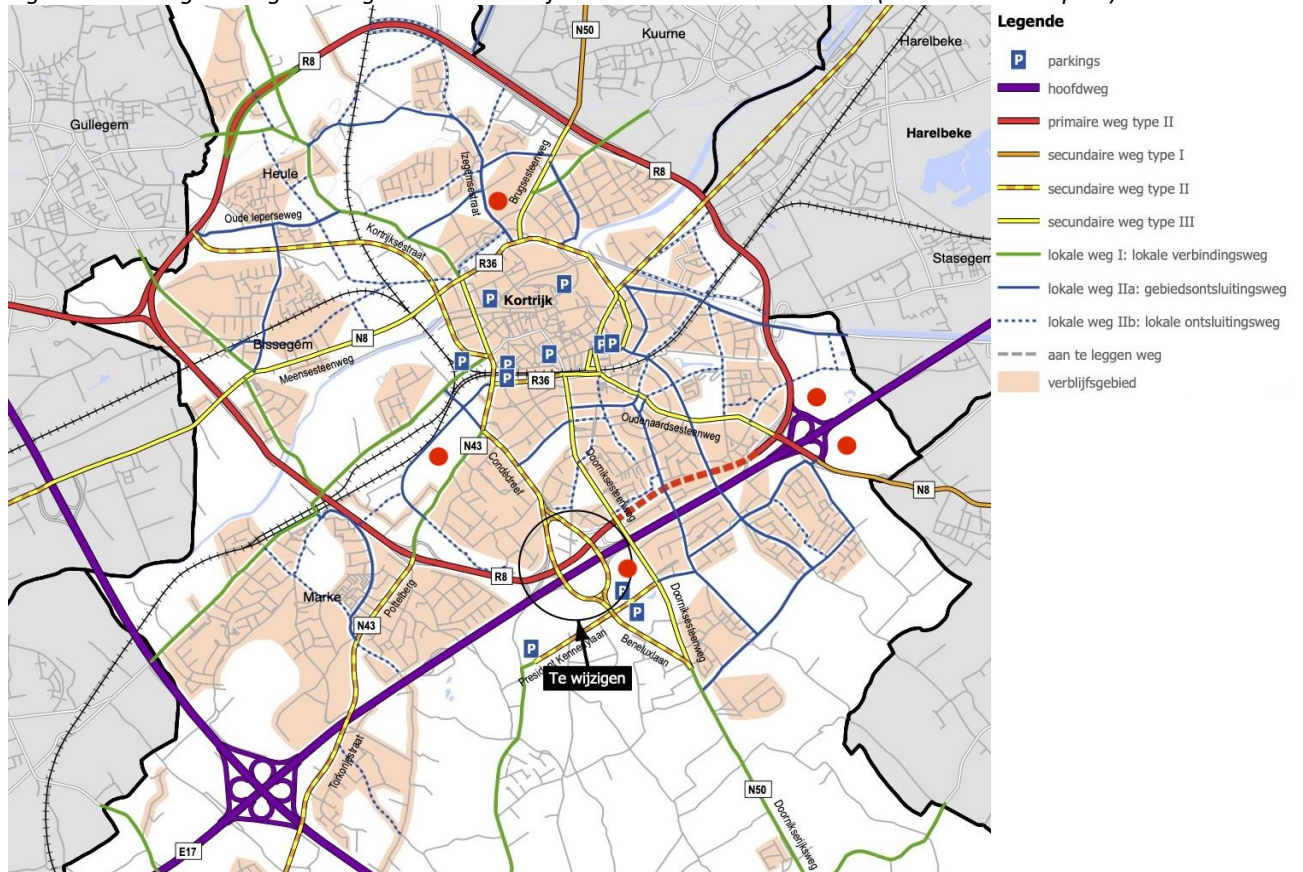 N50
Kuurne
Harelbeke
R8
Gullegem
Harelbeke
Brugsesteenweg
Izegemsestraat
R8
Heule
Oude Ieperseweg
Kortrijksestraat
Stasegem
R36
P
P
Kortrijk
N8
Bissegem
P P
Meensesteenweg
P
P
P
P
R36
Oudenaardsesteenweg
N43
Condédreef
Doorniksesteenweg
N8
R8
Marke
Pottelberg
P
P
N43
Doorniksesteenweg
P
President Kennedylaan
Beneluxlaan
Te wijzigen
Torkonjestraat
N50
Doornikserijksweg
E17
Legende
P parkings
hoofdweg
primaire weg type II
secundaire weg type I
secundaire weg type II
secundaire weg type III
lokale weg I: lokale verbindingsweg
lokale weg IIa: gebiedsontsluitingsweg
lokale weg IIb: lokale ontsluitingsweg
aan te leggen weg
verblijfsgebied